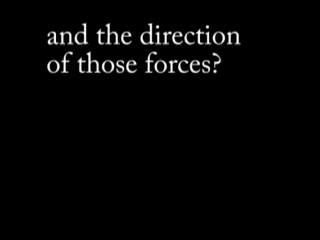 and the direction
of those forces?